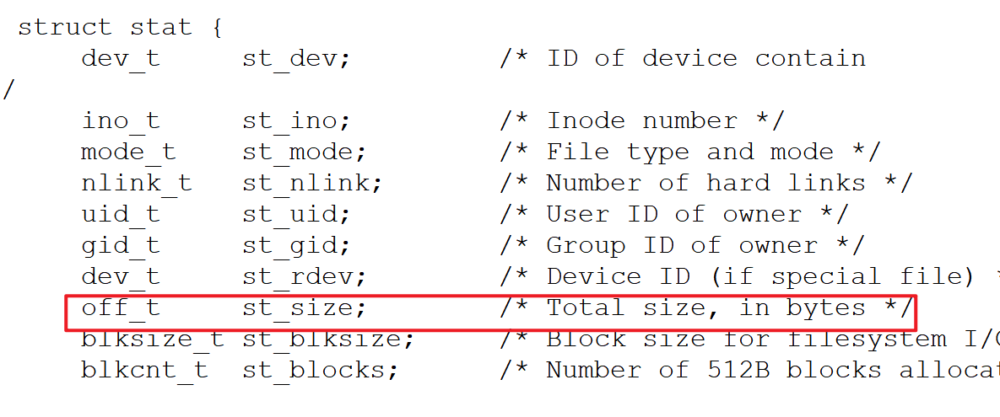 struct stat {
dev_t st_dev; /* ID of device contain
/
ino_t st_ino; /* Inode number */
mode_t st_mode; /* File type and mode */
nlink_t st_nlink; /* Number of hard links */
uid_t st_uid; /* User ID of owner */
gid_t st_gid; /* Group ID of owner */
dev_t st_rdev; /* Device ID (if special file) *
off_t st_size; /* Total size, in bytes */
blksize_t st_blksize; /* Block size for filesystem I/O
blkcnt_t st_blocks; /* Number of 512B blocks allocat